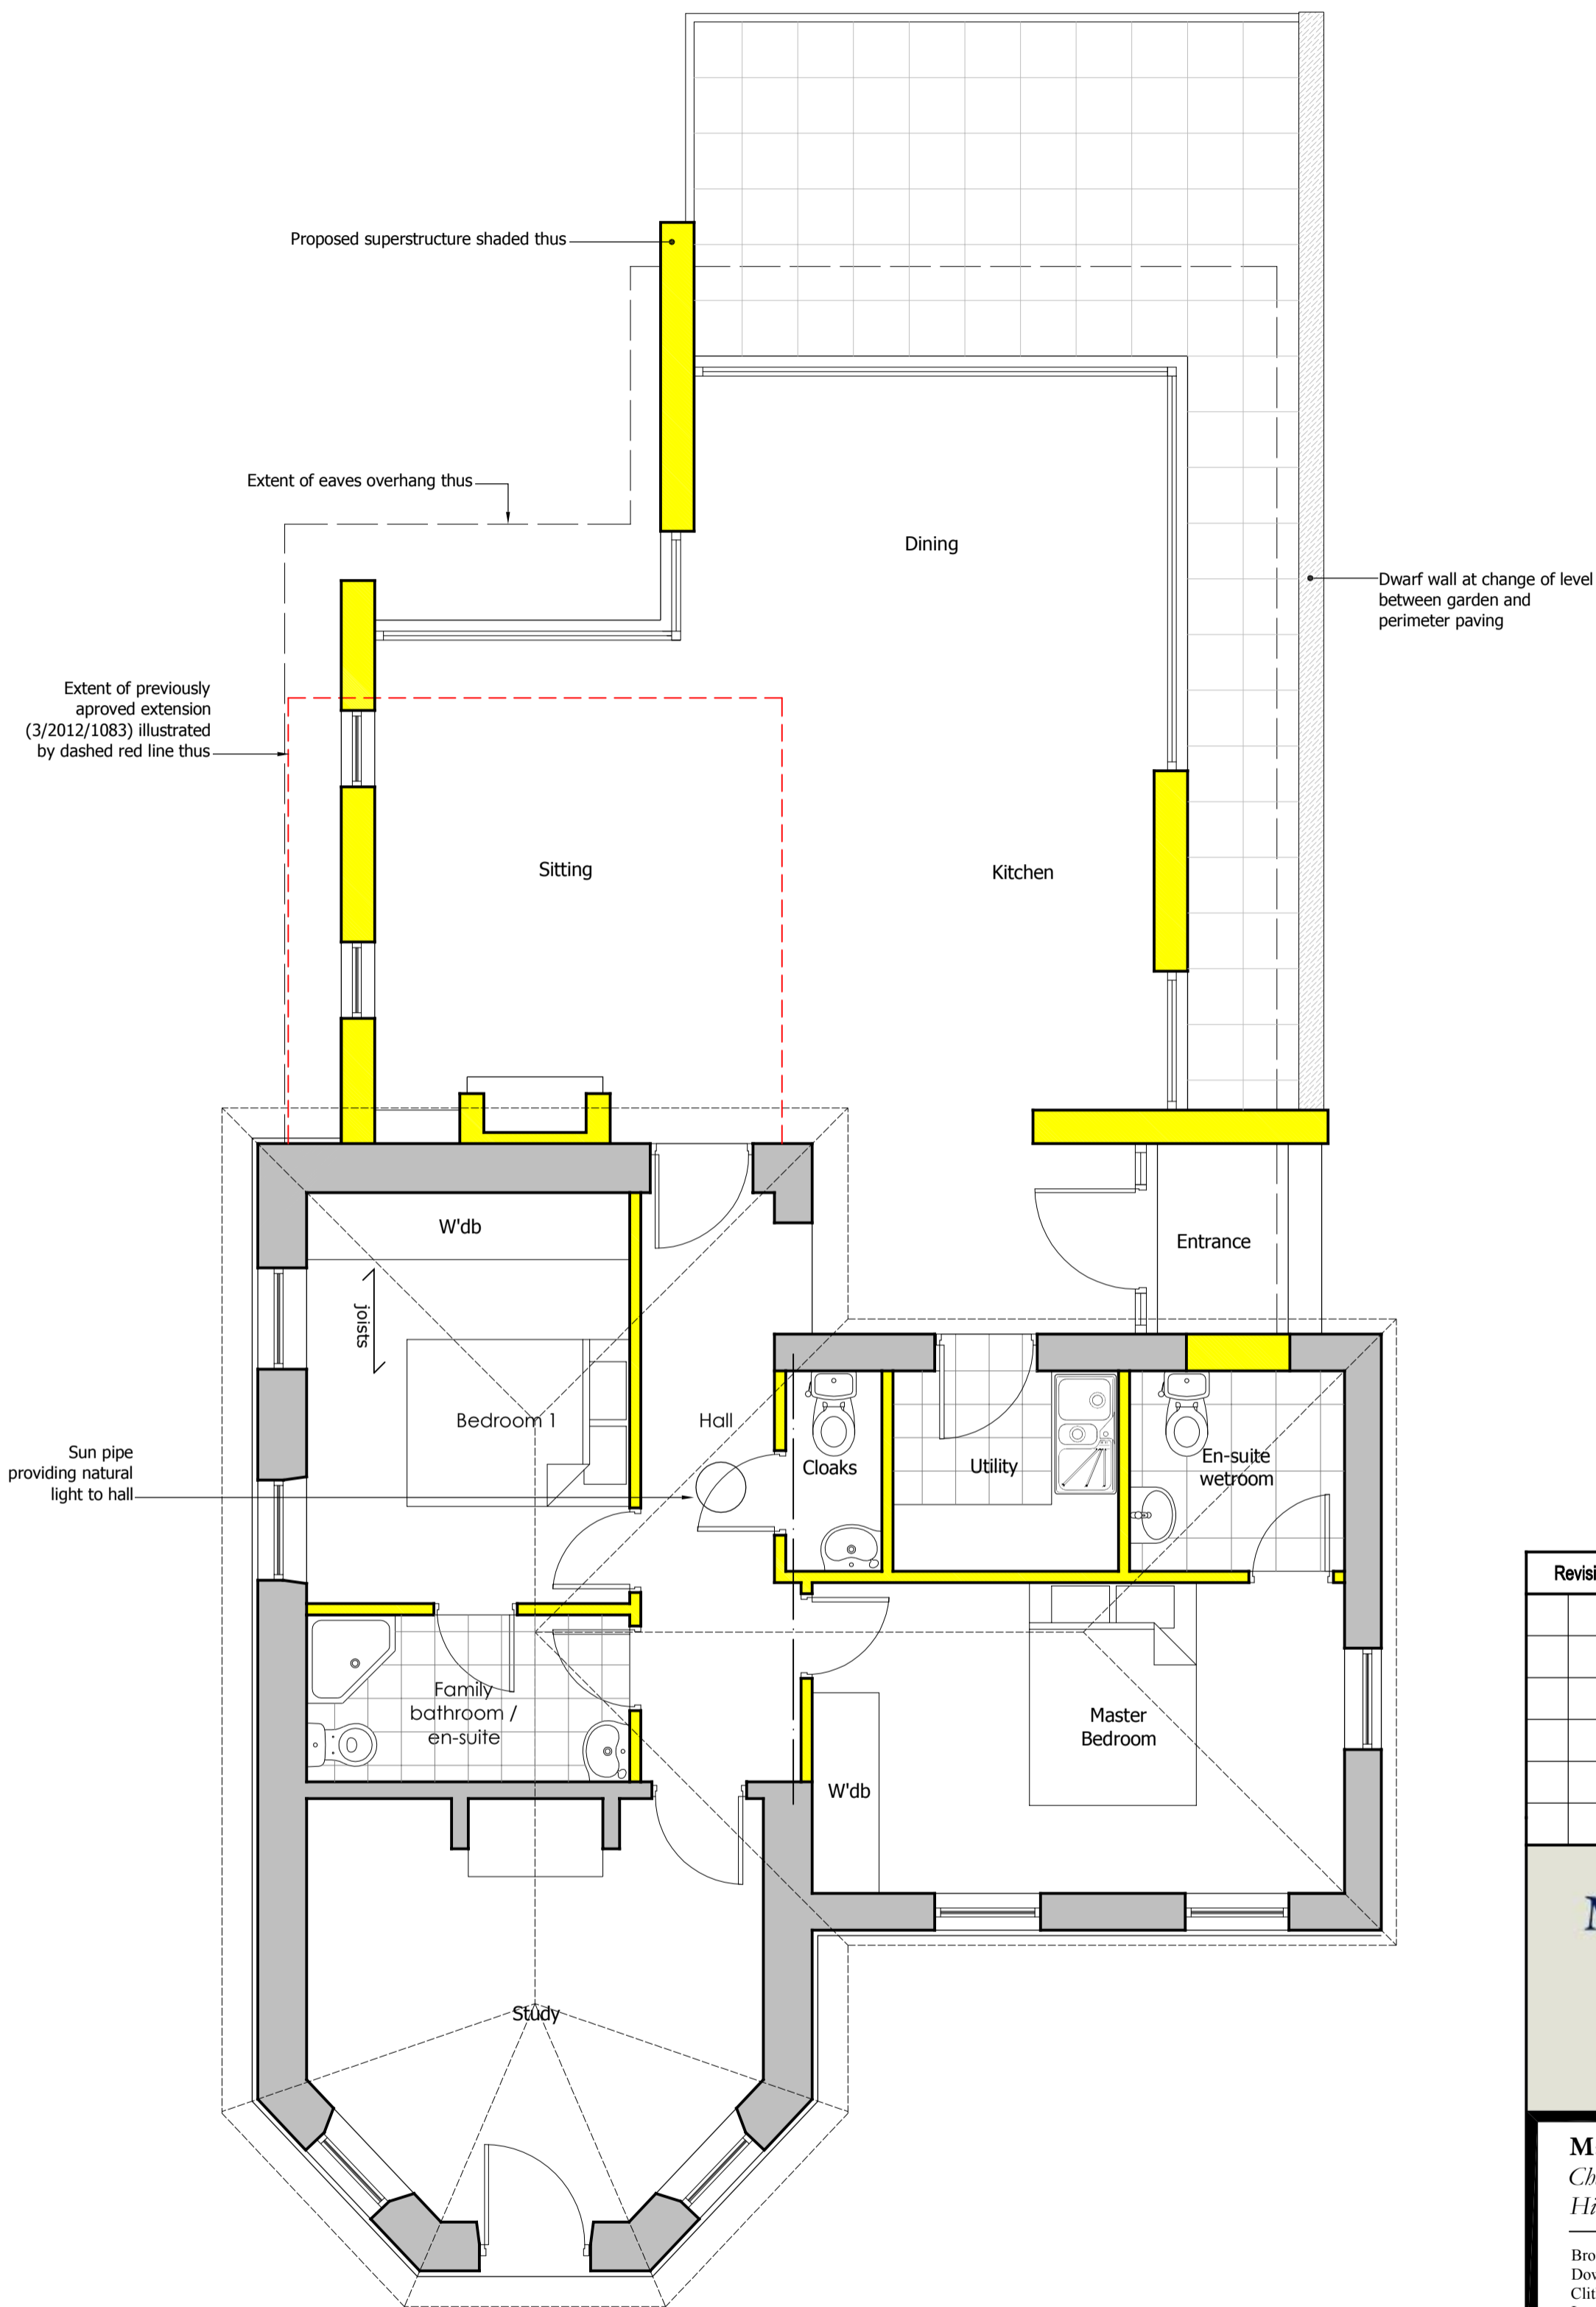 Proposed superstructure shaded thus
Extent of eaves overhang thus
Dining
Dwarf wall at change of level
between garden and
perimeter paving
Extent of previously
aproved extension
(3/2012/1083) illustrated
by dashed red line thus
Sitting
Kitchen
W'db
Entrance
joists
Bedroom 1
Hall
Sun pipe
providing natural
light to hall
Cloaks
Utility
En-suite
wetroom
Family
bathroom /
en-suite
Master
Bedroom
W'db
Study